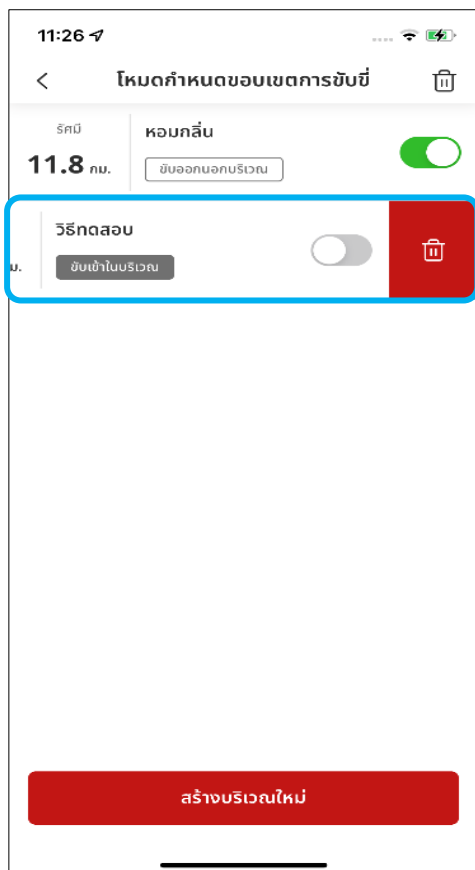 11:26
โหมดกำหนดขอบเขตการขับขี่
รัศมี
11.8 กม.
หอมกลิ่น
ขับออกนอกบริเวณ
วิธีทดสอบ
ม.
ขับเข้าในบริเวณ
สร้างบริเวณใหม่